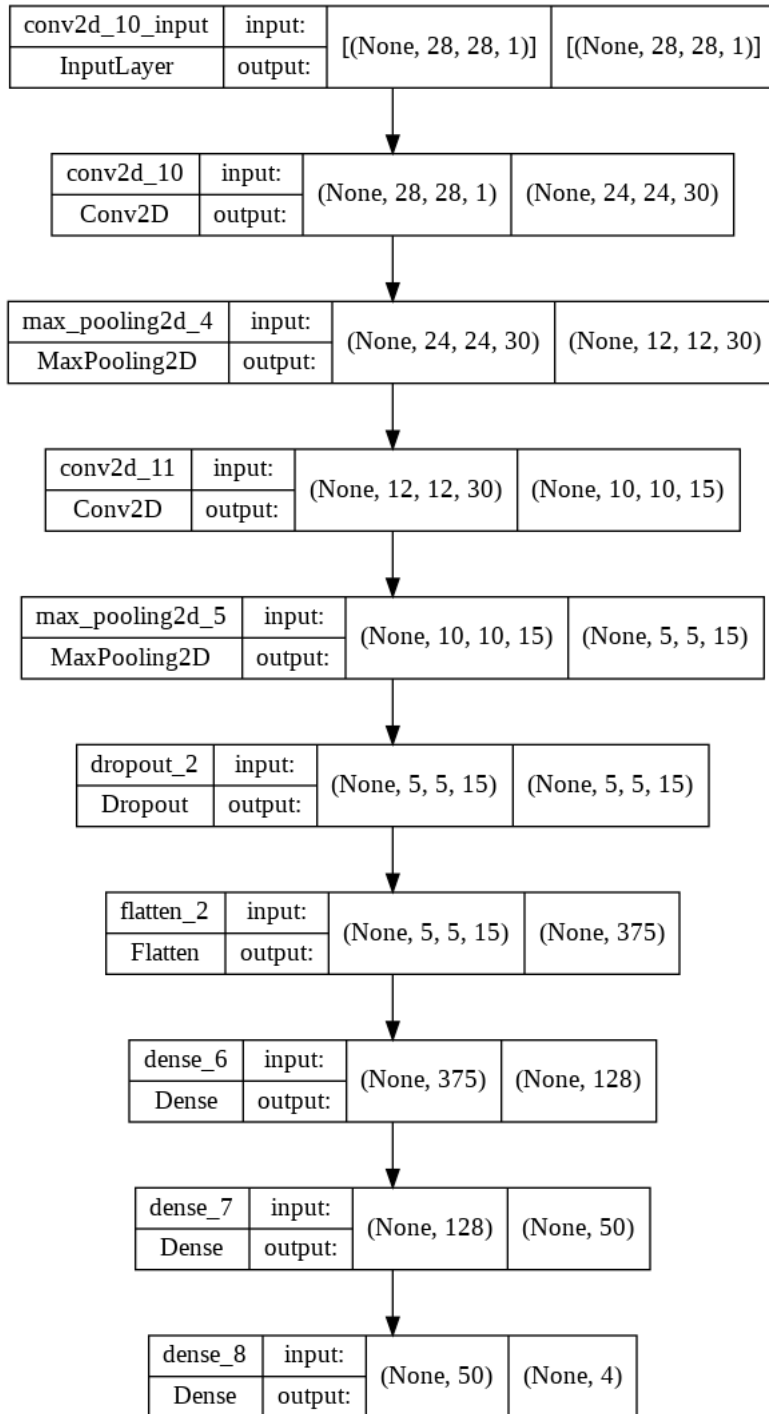 conv2d_10_input input: [(None, 28, 28, 1)] [(None, 28, 28, 1)]
InputLayer output:
conv2d_10 input: (None, 28, 28, 1) (None, 24, 24, 30)
Conv2D output:
max_pooling2d_4 input: (None, 24, 24, 30) (None, 12, 12, 30)
MaxPooling2D output:
conv2d_11 input: (None, 12, 12, 30) (None, 10, 10, 15)
Conv2D output:
max_pooling2d_5 input: (None, 10, 10, 15) (None, 5, 5, 15)
MaxPooling2D output:
dropout_2 input: (None, 5, 5, 15) (None, 5, 5, 15)
Dropout output:
flatten_2 input: (None, 5, 5, 15) (None, 375)
Flatten output:
dense_6 input: (None, 375) (None, 128)
Dense output:
dense_7 input: (None, 128) (None, 50)
Dense output:
dense_8 input: (None, 50) (None, 4)
Dense output: